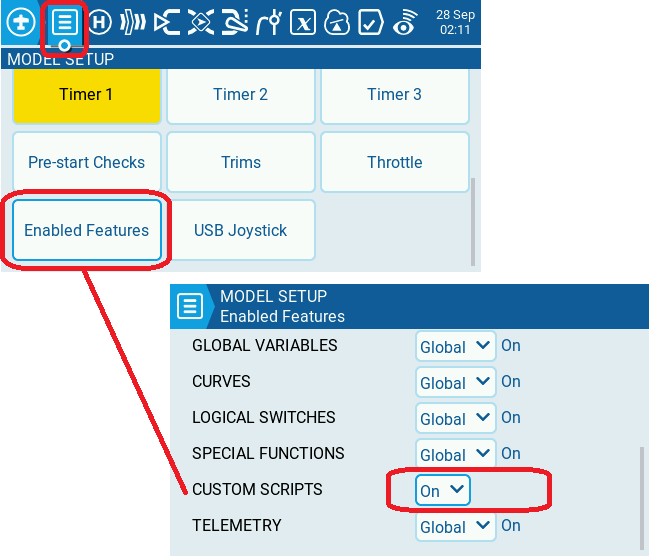 28 Sep
02:11
MODEL SETUP
Timer 1
Timer 2
Timer 3
Pre-start Checks
Trims
Throttle
Enabled Features
USB Joystick
MODEL SETUP
Enabled Features
GLOBAL VARIABLES Global On
CURVES Global On
LOGICAL SWITCHES Global On
SPECIAL FUNCTIONS Global On
CUSTOM SCRIPTS On
TELEMETRY Global On